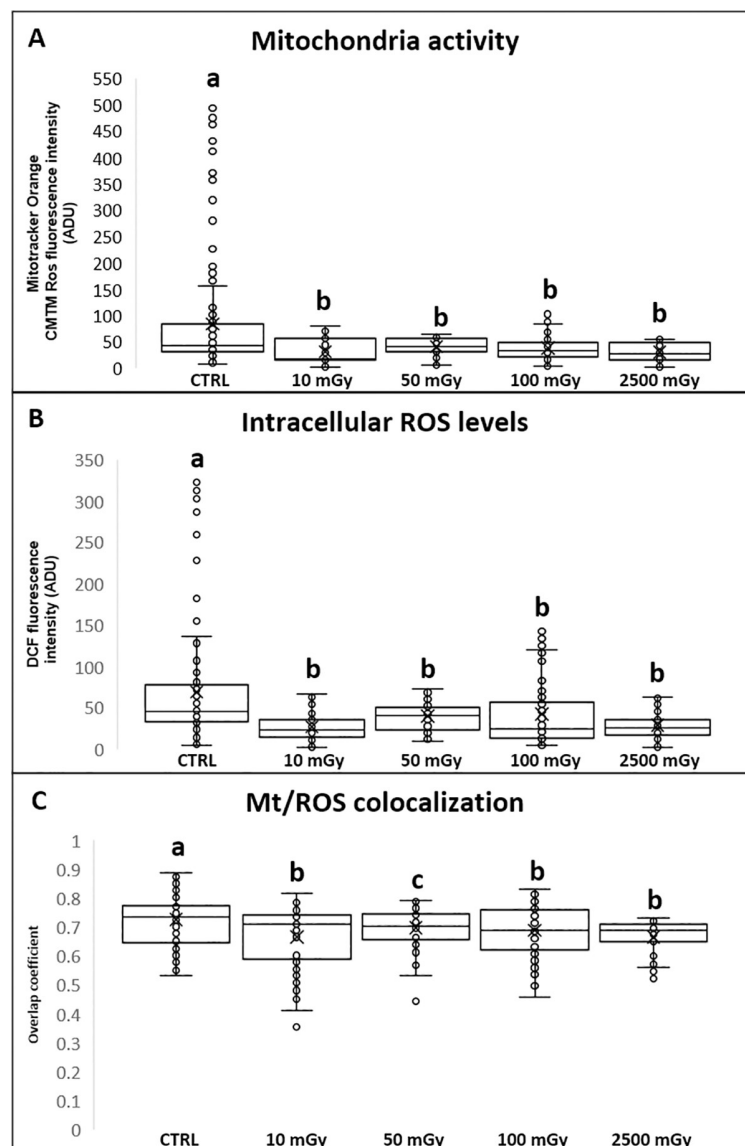 A
Mitochondria activity
Mitotracker Orange
CMTM Ros fluorescence intensity
(ADU)
550
500
450
400
350
300
250
200
150
100
50
0
a
b
b
b
b
CTRL
10 mGy
50 mGy
100 mGy
2500 mGy
B
Intracellular ROS levels
DCF fluorescence
intensity (ADU)
350
300
250
200
150
100
50
0
a
b
b
b
b
CTRL
10 mGy
50 mGy
100 mGy
2500 mGy
C
Mt/ROS colocalization
Overlap coefficient
1
0.9
0.8
0.7
0.6
0.5
0.4
0.3
0.2
0.1
0
a
b
c
b
b
CTRL
10 mGy
50 mGy
100 mGy
2500 mGy